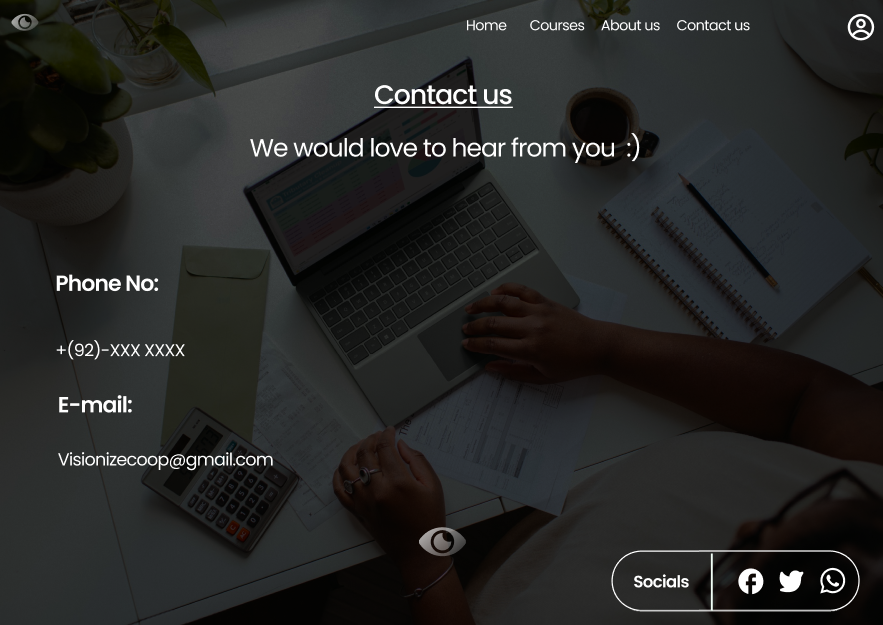 Home Courses About us Contact us
Contact us
We would love to hear from you :)
Phone No:
+(92)-XXX XXXX
E-mail:
Visionizecoop@gmail.com
Socials